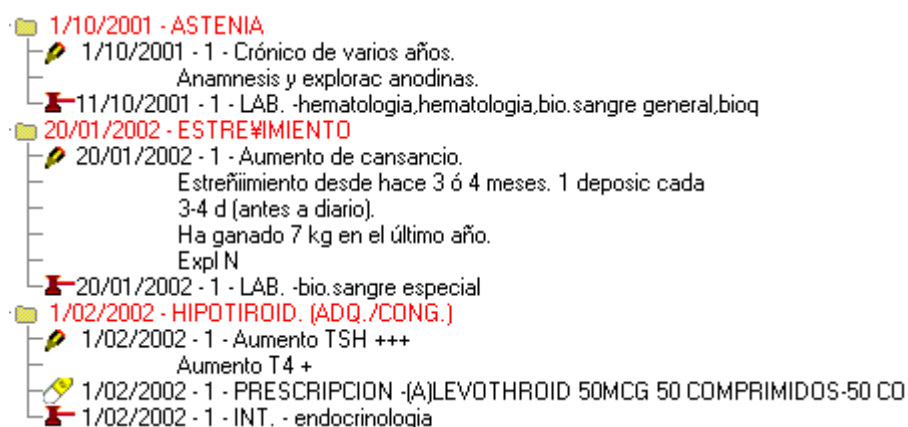 1/10/2001 - ASTENIA
1/10/2001 - 1 - Crónico de varios años.
Anamnesis y explorac anodinas.
11/10/2001 - 1 - LAB. -hematologia,hematologia,bio.sangre general,bioq
20/01/2002 - ESTRE¥IMIENTO
20/01/2002 - 1 - Aumento de cansancio.
Estreñiimiento desde hace 3 ó 4 meses. 1 deposic cada
3-4 d (antes a diario).
Ha ganado 7 kg en el último año.
Expl N
20/01/2002 - 1 - LAB. -bio.sangre especial
1/02/2002 - HIPOTIROID. (ADQ./CONG.)
1/02/2002 - 1 - Aumento TSH +++
Aumento T4 +
1/02/2002 - 1 - PRESCRIPCION -(A)LEVOTHROID 50MCG 50 COMPRIMIDOS-50 CO
1/02/2002 - 1 - INT. - endocrinologia